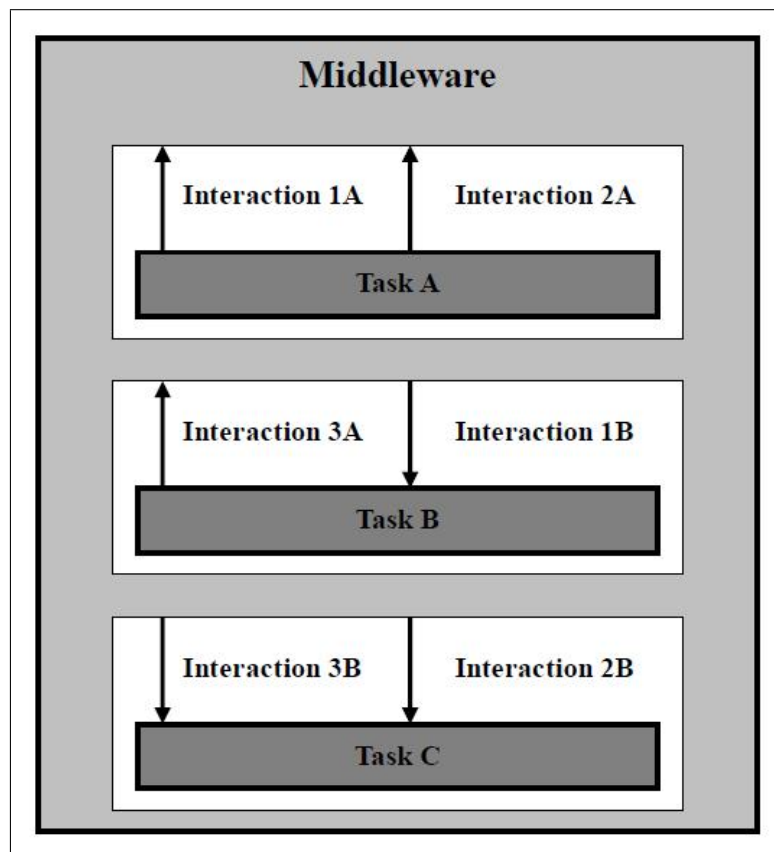 Middleware
Interaction 1A
Interaction 2A
Task A
Interaction 3A
Interaction 1B
Task B
Interaction 3B
Interaction 2B
Task C